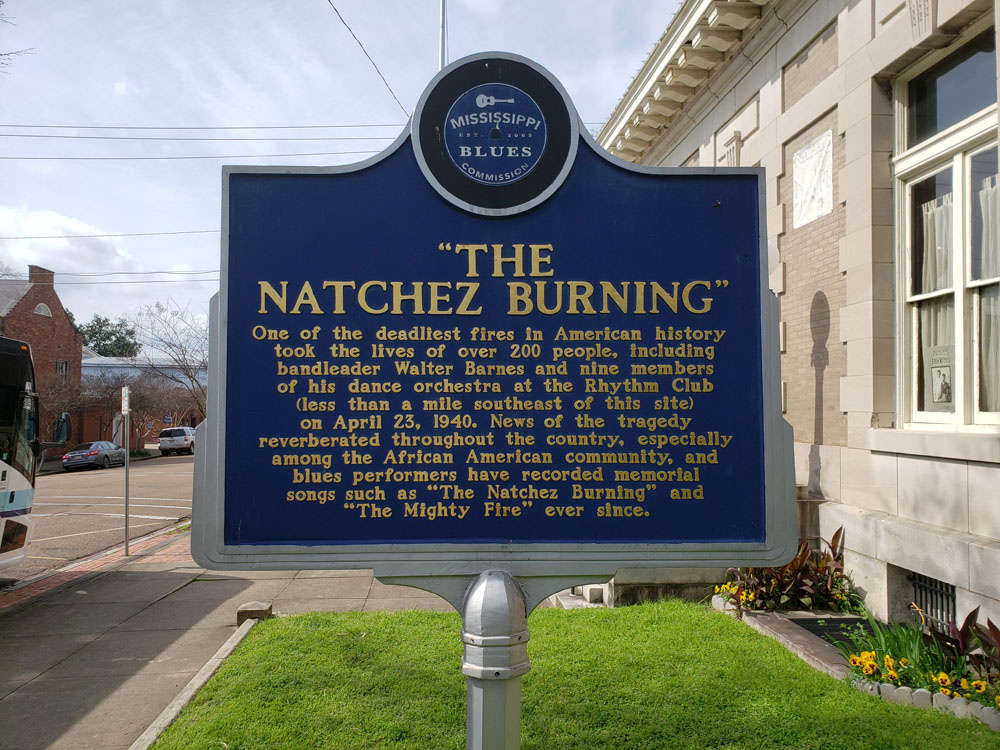 MISSISSIPPI
EST. 2003
BLUES
COMMISSION
“THE
NATCHEZ BURNING”
One of the deadliest fires in American history
took the lives of over 200 people, including
bandleader Walter Barnes and nine members
of his dance orchestra at the Rhythm Club
(less than a mile southeast of this site)
on April 23, 1940. News of the tragedy
reverberated throughout the country, especially
among the African American community, and
blues performers have recorded memorial
songs such as “The Natchez Burning” and
“The Mighty Fire” ever since.